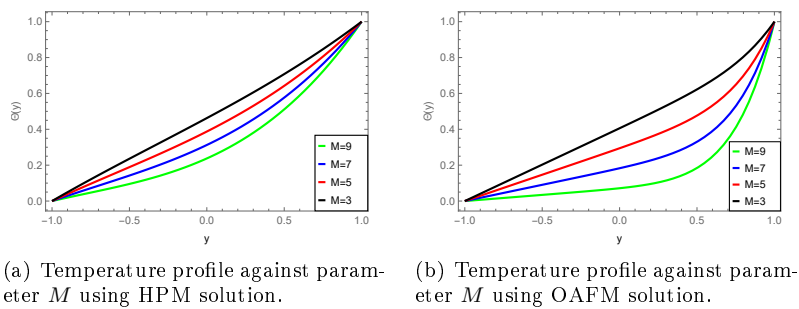 1.0
0.8
0.6
0.4
0.2
0.0
Θ(y)
−1.0 −0.5 0.0 0.5 1.0
y
M=9
M=7
M=5
M=3
1.0
0.8
0.6
0.4
0.2
0.0
Θ(y)
−1.0 −0.5 0.0 0.5 1.0
y
M=9
M=7
M=5
M=3
(a) Temperature profile against param-
eter M using HPM solution.
(b) Temperature profile against param-
eter M using OAFM solution.